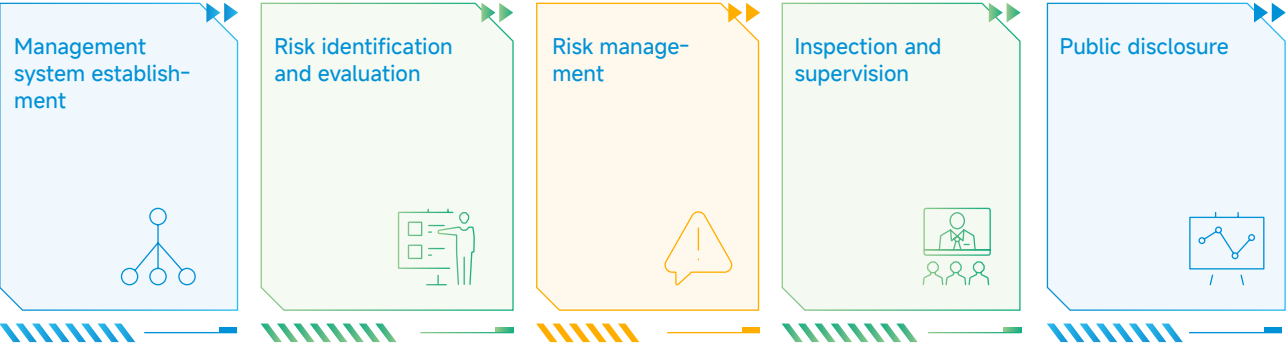 Management
system establish-
ment
Risk identification
and evaluation
Risk manage-
ment
Inspection and
supervision
Public disclosure